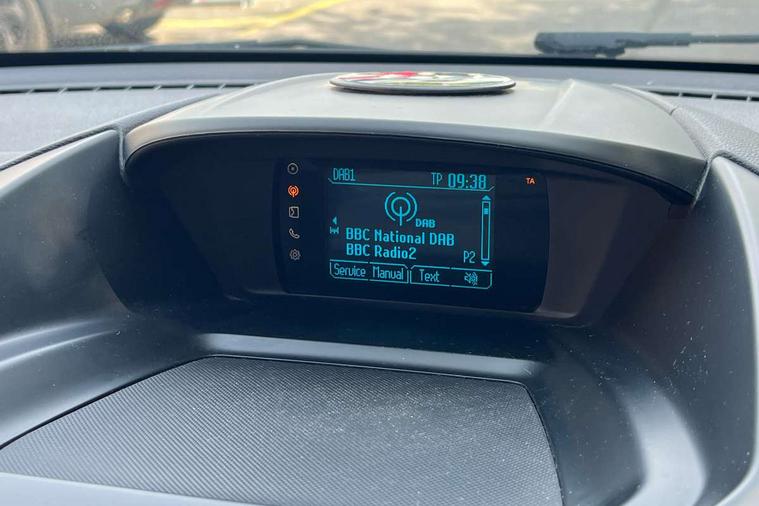 DAB1 TP 09:38
TA
DAB
BBC National DAB
BBC Radio2 P2
Service Manual Text